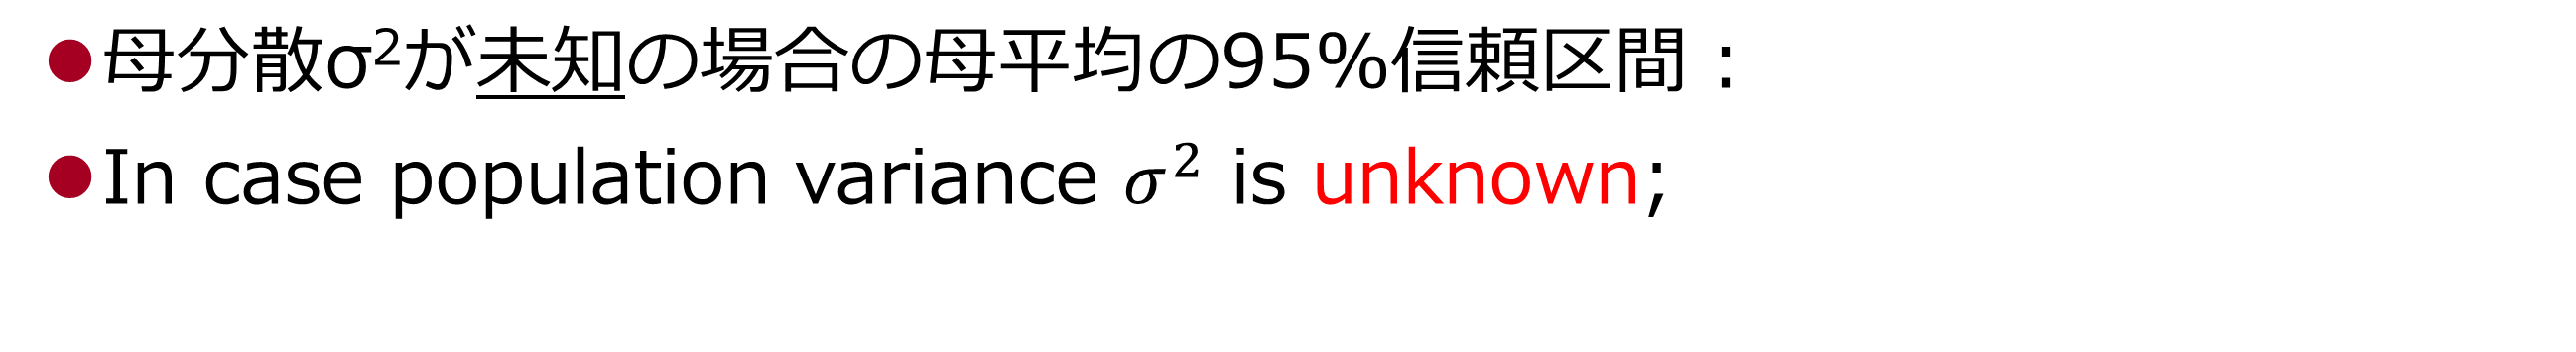 ●母分散σ²が未知の場合の母平均の95%信頼区間：
●In case population variance σ² is unknown;